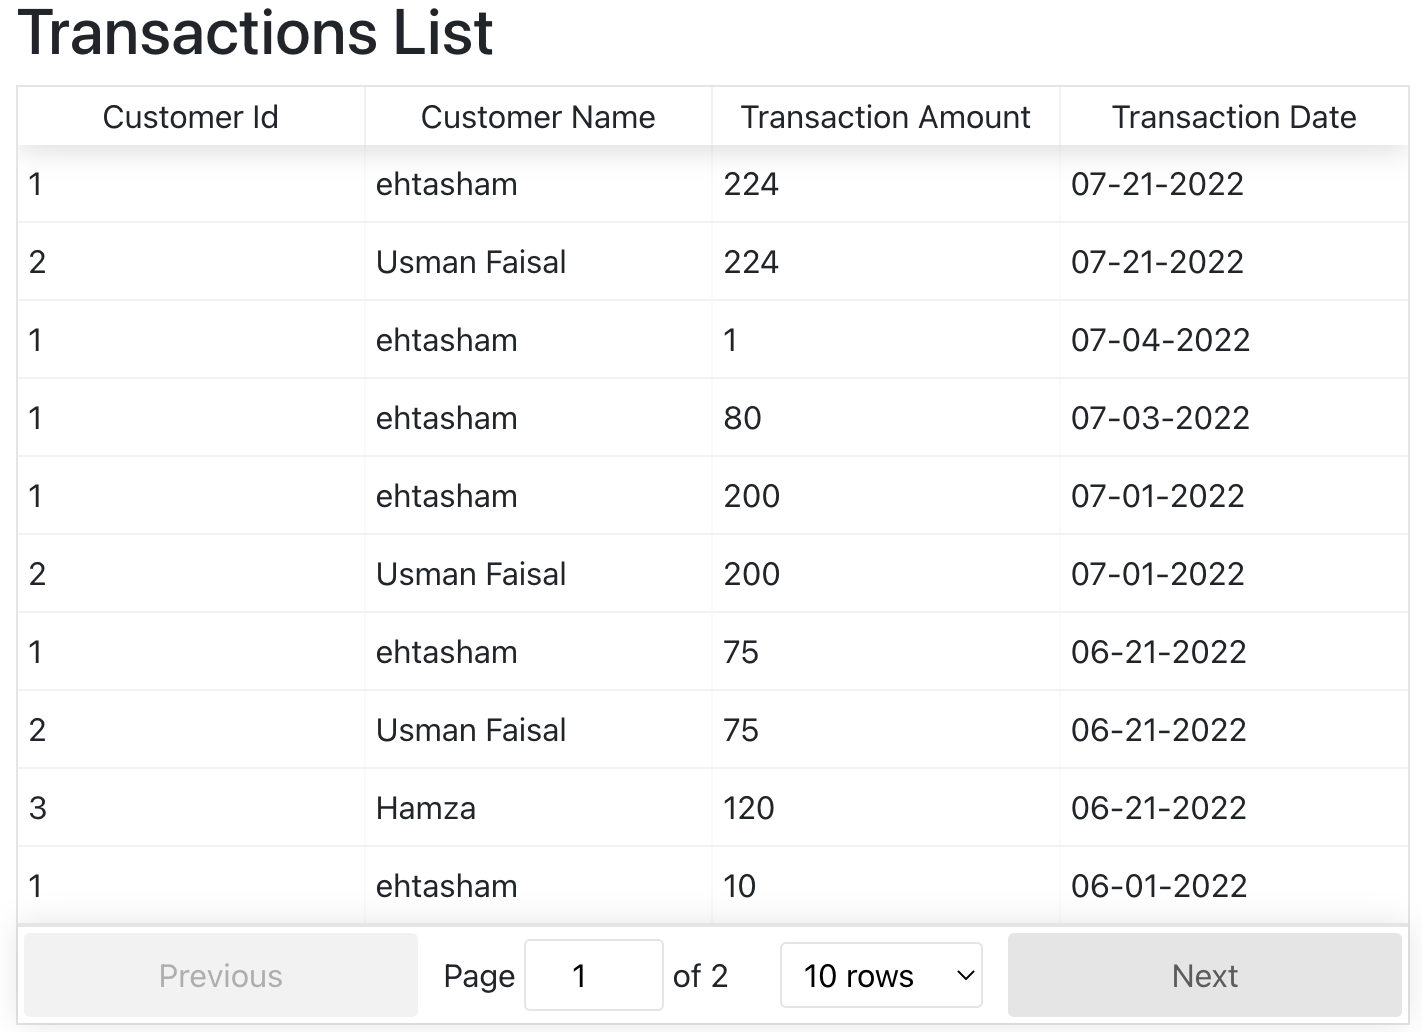 Transactions List
Customer Id Customer Name Transaction Amount Transaction Date
1 ehtasham 224 07-21-2022
2 Usman Faisal 224 07-21-2022
1 ehtasham 1 07-04-2022
1 ehtasham 80 07-03-2022
1 ehtasham 200 07-01-2022
2 Usman Faisal 200 07-01-2022
1 ehtasham 75 06-21-2022
2 Usman Faisal 75 06-21-2022
3 Hamza 120 06-21-2022
1 ehtasham 10 06-01-2022
Previous Page 1 of 2 10 rows Next